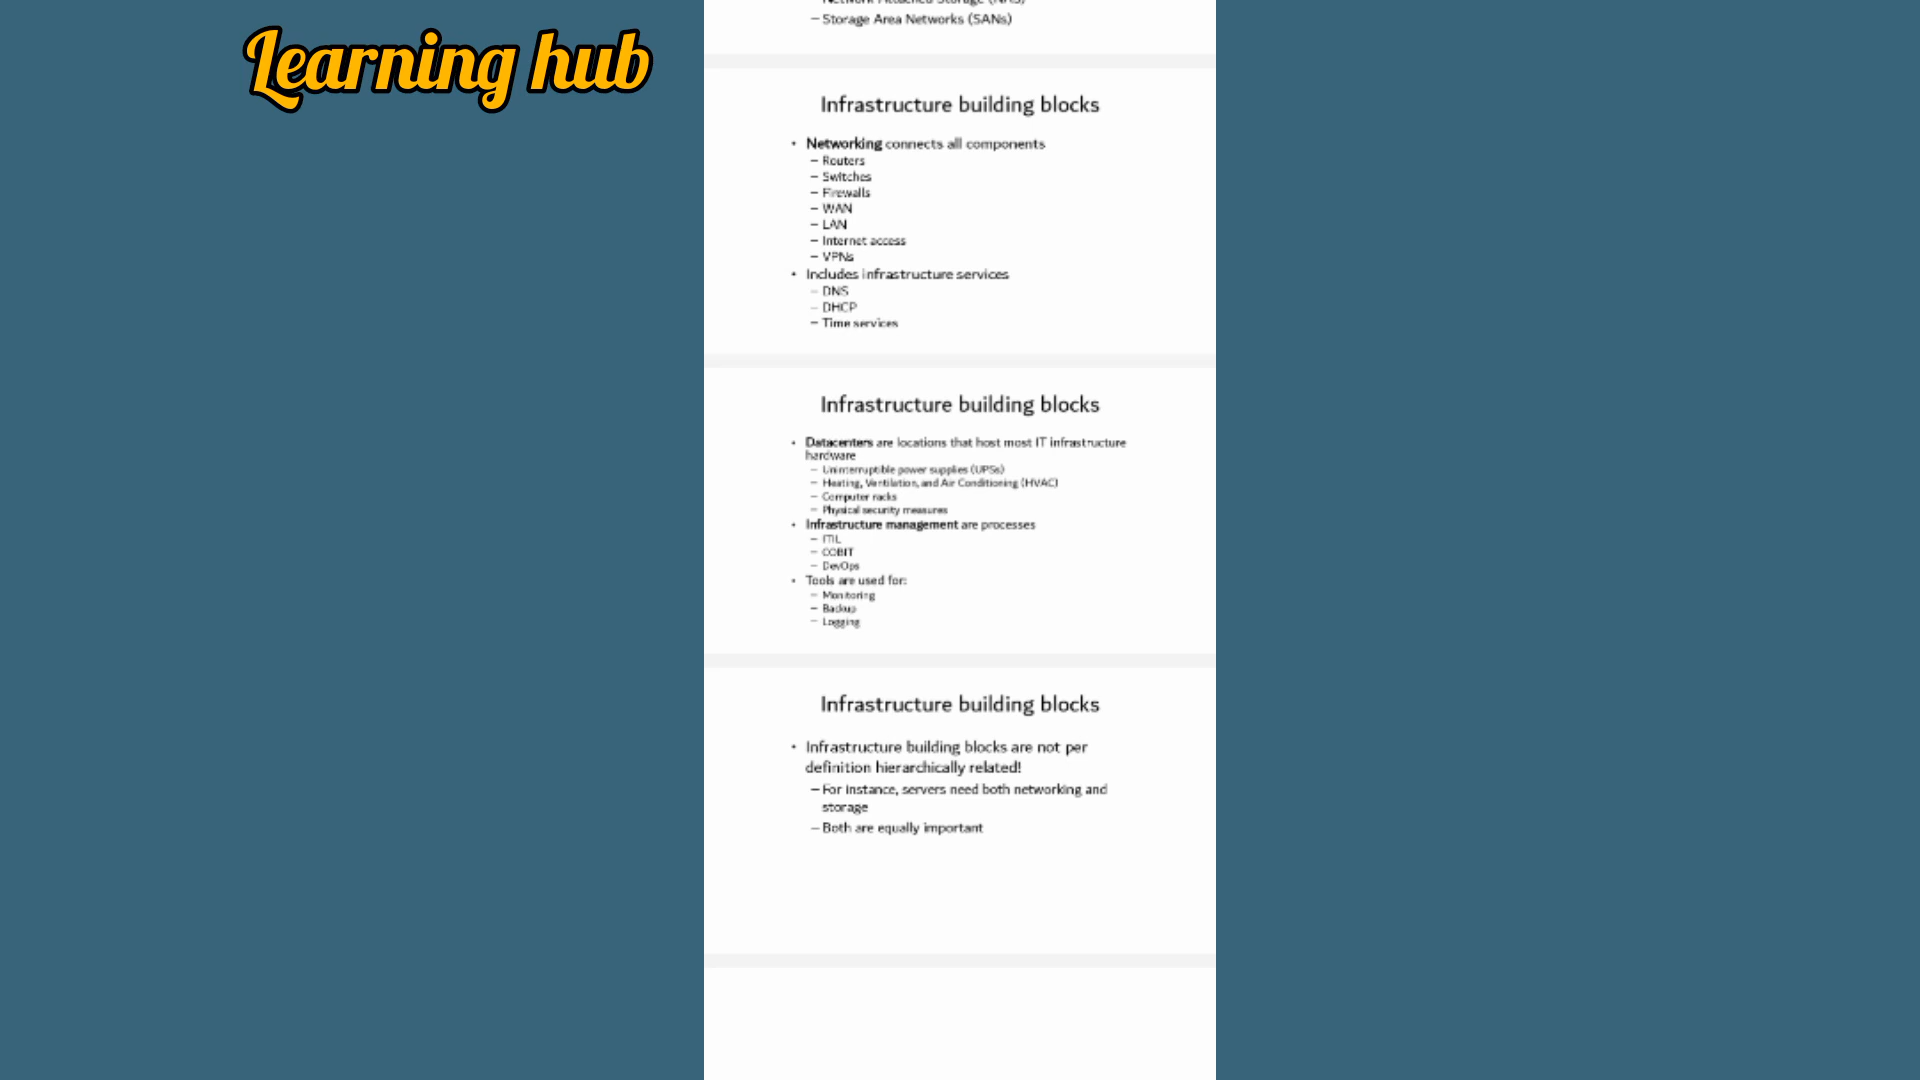 Learning hub
Network Attached Storage (NAS)
– Storage Area Networks (SANs)
Infrastructure building blocks
• Networking connects all components
– Routers
– Switches
– Firewalls
– WAN
– LAN
– Internet access
– VPNs
• Includes infrastructure services
– DNS
– DHCP
– Time services
Infrastructure building blocks
• Datacenters are locations that host most IT infrastructure
hardware
– Uninterruptible power supplies (UPSs)
– Heating, Ventilation, and Air Conditioning (HVAC)
– Computer racks
– Physical security measures
• Infrastructure management are processes
– ITIL
– COBIT
– DevOps
• Tools are used for:
– Monitoring
– Backup
– Logging
Infrastructure building blocks
• Infrastructure building blocks are not per
definition hierarchically related!
– For instance, servers need both networking and
storage
– Both are equally important